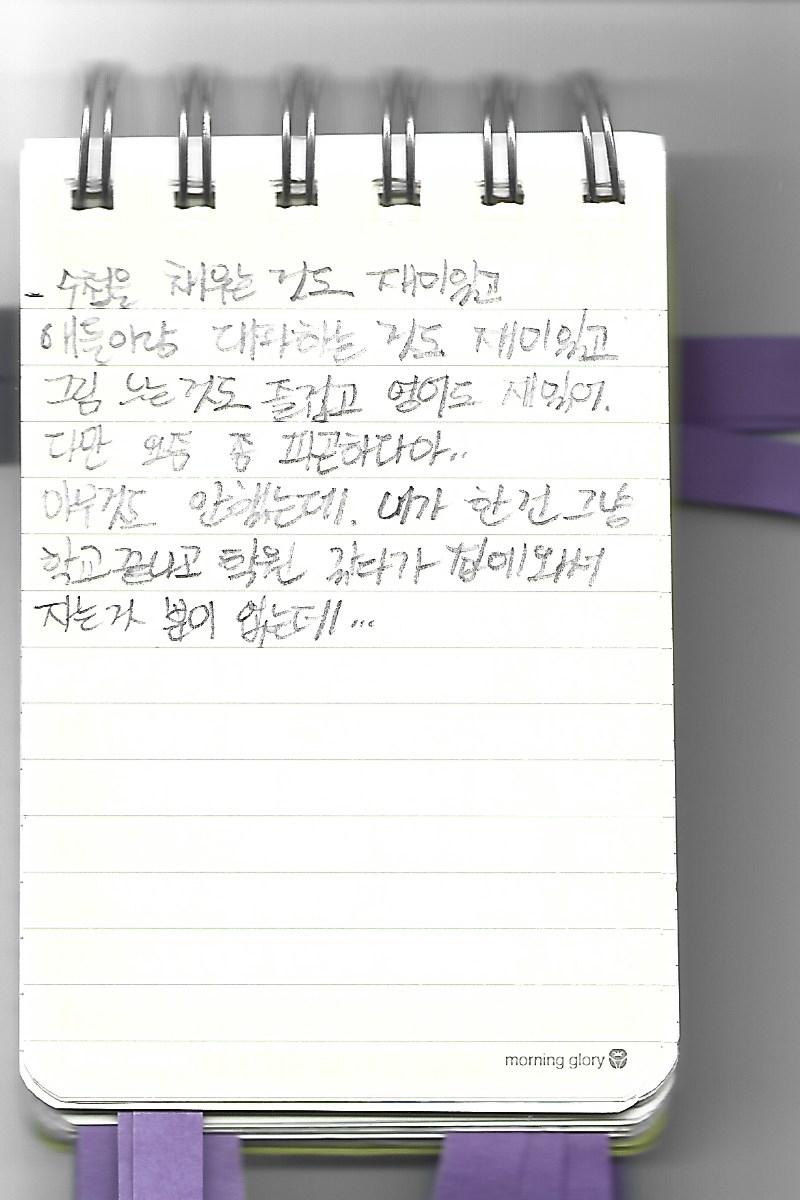 - 수첩을 채우는 것도 재미있고
애들이랑 대화하는 것도 재미있고
그림 는 것도 즐겁고 영어도 재밌어.
다만 요즘 좀 피곤하다아..
아무것도 안했는데. 내가 한 건 그냥
학교 끝나고 학원 갔다가 집에 와서
자는 거 밖에 없는데...
morning glory